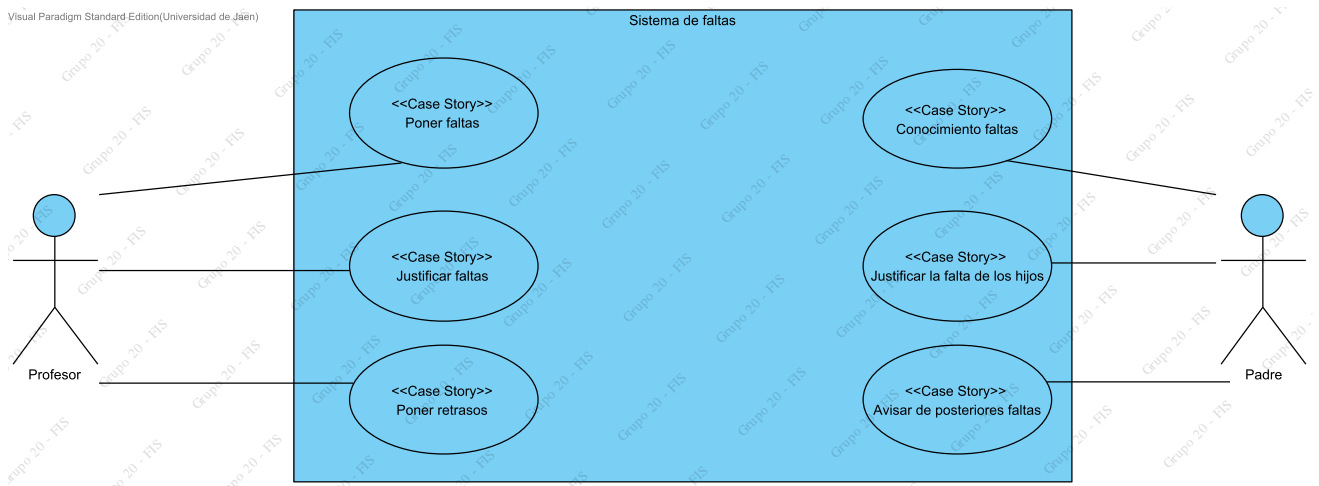 Visual Paradigm Standard Edition(Universidad de Jaén)
Sistema de faltas
<<Case Story>>
Poner faltas
<<Case Story>>
Conocimiento faltas
<<Case Story>>
Justificar faltas
<<Case Story>>
Justificar la falta de los hijos
Profesor
Padre
<<Case Story>>
Poner retrasos
<<Case Story>>
Avisar de posteriores faltas
Grupo 20 - FIS